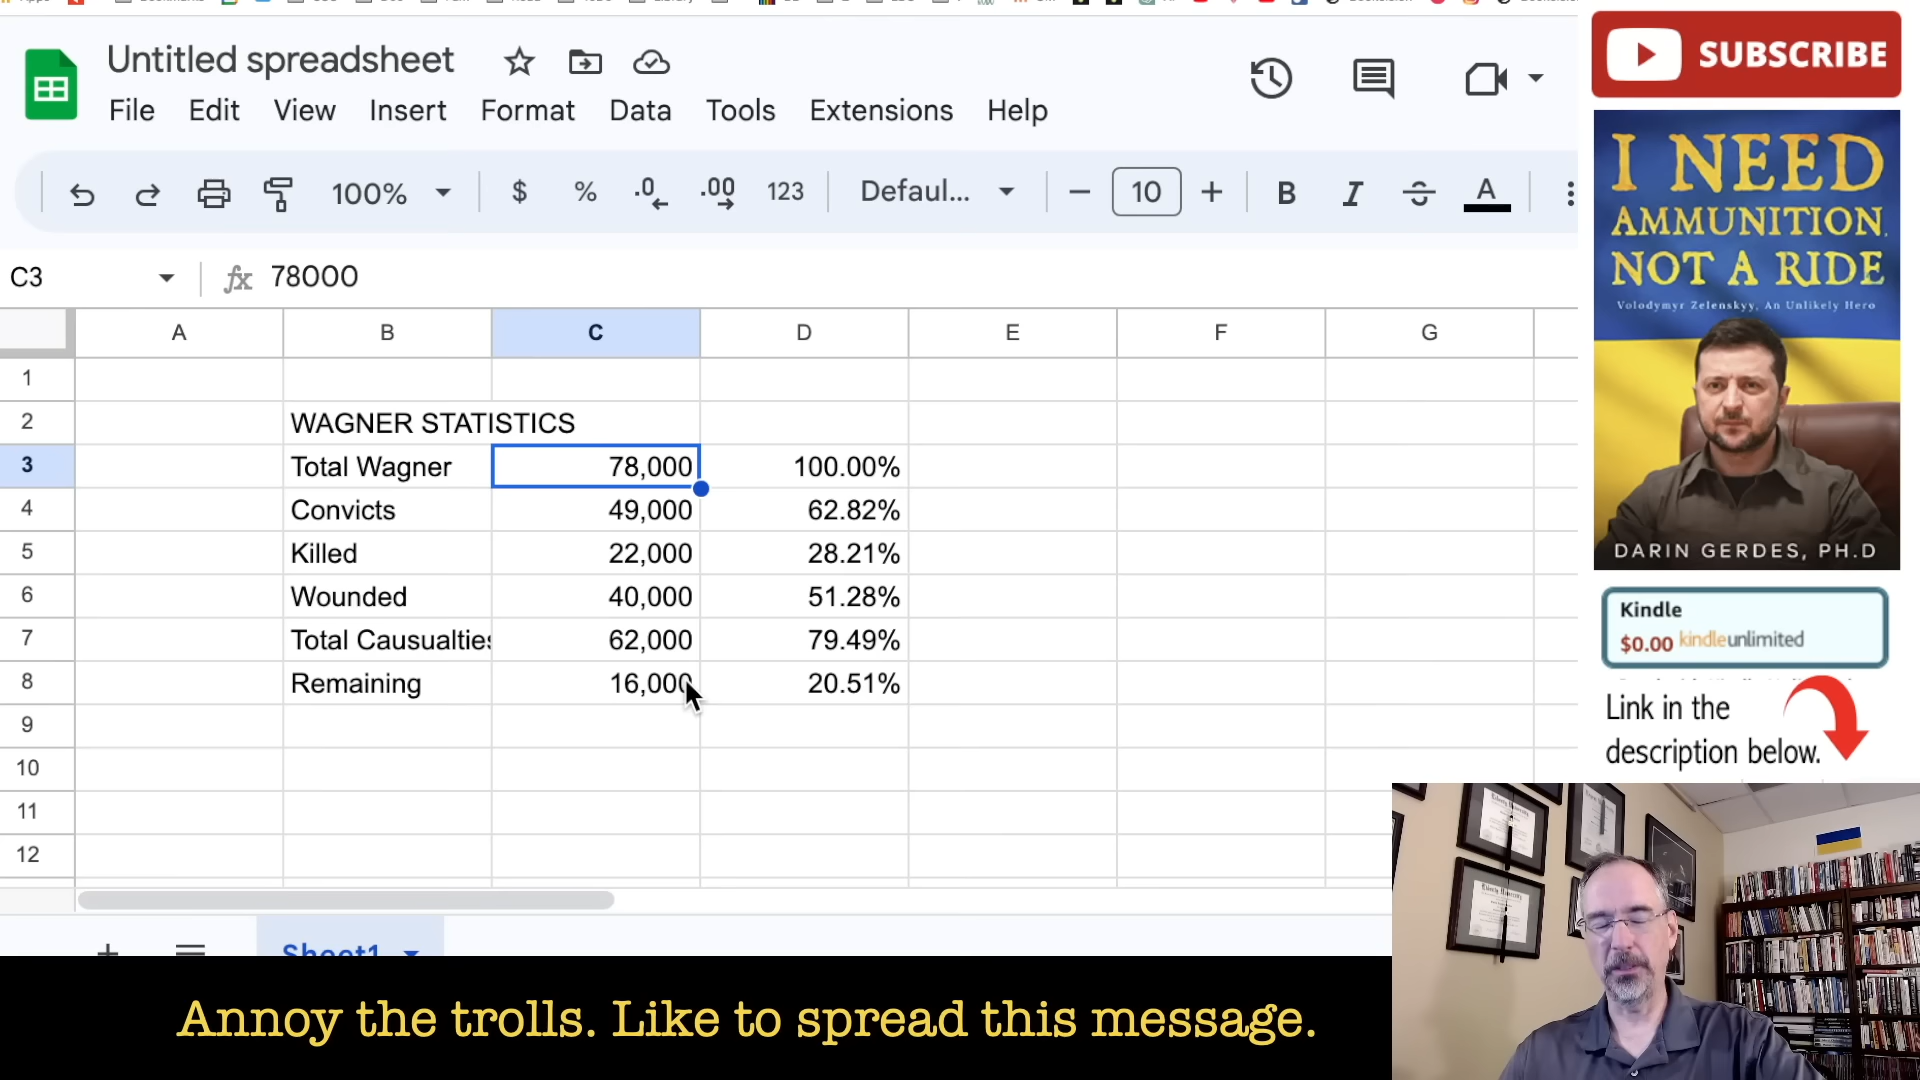 Untitled spreadsheet
File Edit View Insert Format Data Tools Extensions Help
100% $ % .0 .00 123 Defaul... 10 B I S A
C3 fx 78000
A B C D E F G
1
2 WAGNER STATISTICS
3 Total Wagner 78,000 100.00%
4 Convicts 49,000 62.82%
5 Killed 22,000 28.21%
6 Wounded 40,000 51.28%
7 Total Causualties 62,000 79.49%
8 Remaining 16,000 20.51%
9
10
11
12
Sheet1
SUBSCRIBE
I NEED
AMMUNITION,
NOT A RIDE
Volodymyr Zelenskyy, An Unlikely Hero
DARIN GERDES, PH.D
Kindle
$0.00 kindleunlimited
Link in the
description below.
Annoy the trolls. Like to spread this message.